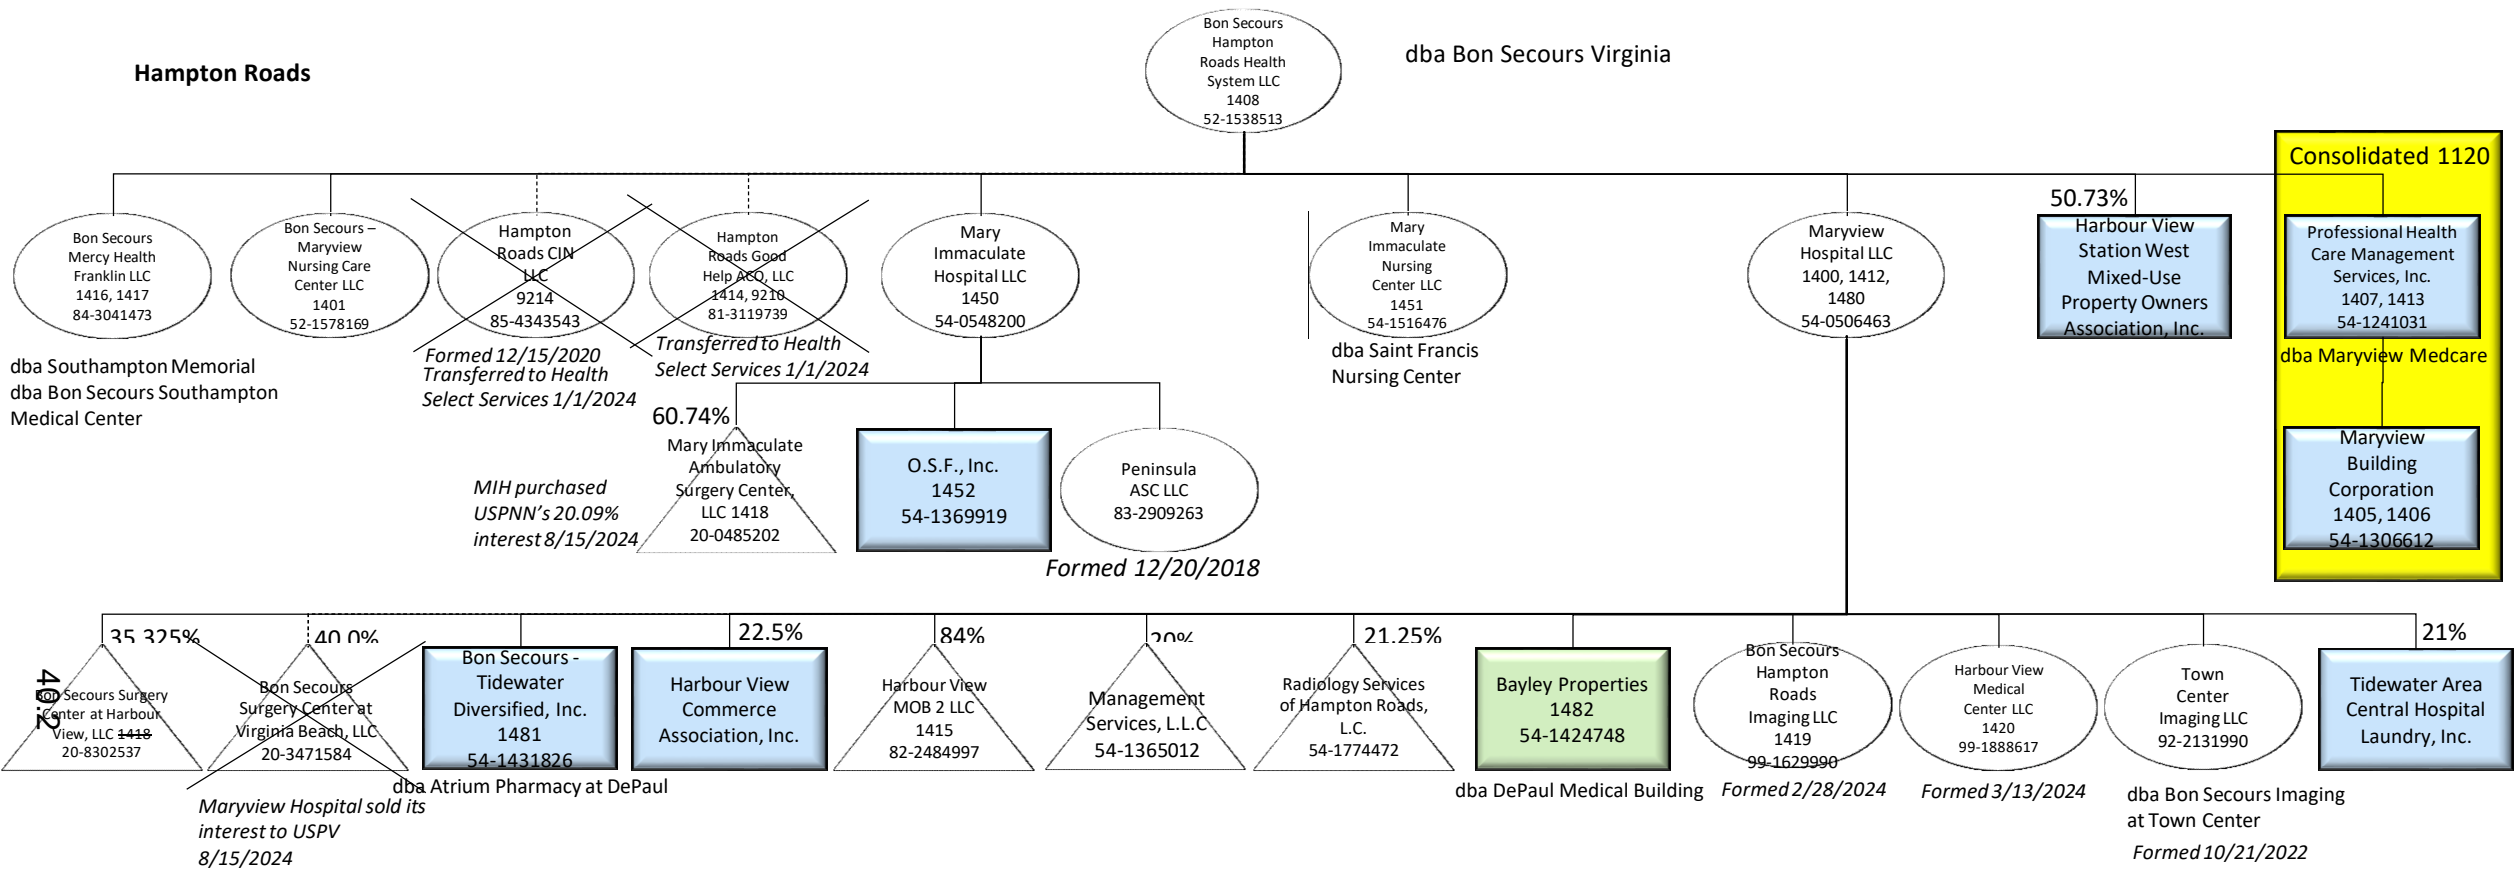 Hampton Roads
Bon Secours
Hampton
Roads Health
System LLC
1408
52-1538513
dba Bon Secours Virginia
Consolidated 1120
Bon Secours
Mercy Health
Franklin LLC
1416, 1417
84-3041473
dba Southampton Memorial
dba Bon Secours Southampton
Medical Center
Bon Secours –
Maryview
Nursing Care
Center LLC
1401
52-1578169
Hampton
Roads CIN
LLC
9214
85-4343543
Formed 12/15/2020
Transferred to Health
Select Services 1/1/2024
Hampton
Roads Good
Help ACO, LLC
1414, 9210
81-3119739
Transferred to Health
Select Services 1/1/2024
Mary
Immaculate
Hospital LLC
1450
54-0548200
Mary
Immaculate
Nursing
Center LLC
1451
54-1516476
dba Saint Francis
Nursing Center
Maryview
Hospital LLC
1400, 1412,
1480
54-0506463
50.73%
Harbour View
Station West
Mixed-Use
Property Owners
Association, Inc.
Professional Health
Care Management
Services, Inc.
1407, 1413
54-1241031
dba Maryview Medcare
Maryview
Building
Corporation
1405, 1406
54-1306612
60.74%
Mary Immaculate
Ambulatory
Surgery Center,
LLC 1418
20-0485202
MIH purchased
USPNN's 20.09%
interest 8/15/2024
O.S.F., Inc.
1452
54-1369919
Peninsula
ASC LLC
83-2909263
Formed 12/20/2018
35.325%
40.2
Bon Secours Surgery
Center at Harbour
View, LLC 1418
20-8302537
40.0%
Bon Secours
Surgery Center at
Virginia Beach, LLC
20-3471584
Maryview Hospital sold its
interest to USPV
8/15/2024
Bon Secours -
Tidewater
Diversified, Inc.
1481
54-1431826
dba Atrium Pharmacy at DePaul
22.5%
Harbour View
Commerce
Association, Inc.
84%
Harbour View
MOB 2 LLC
1415
82-2484997
20%
Management
Services, L.L.C
54-1365012
21.25%
Radiology Services
of Hampton Roads,
L.C.
54-1774472
Bayley Properties
1482
54-1424748
dba DePaul Medical Building
Bon Secours
Hampton
Roads
Imaging LLC
1419
99-1629990
Formed 2/28/2024
Harbour View
Medical
Center LLC
1420
99-1888617
Formed 3/13/2024
Town
Center
Imaging LLC
92-2131990
dba Bon Secours Imaging
at Town Center
Formed 10/21/2022
21%
Tidewater Area
Central Hospital
Laundry, Inc.